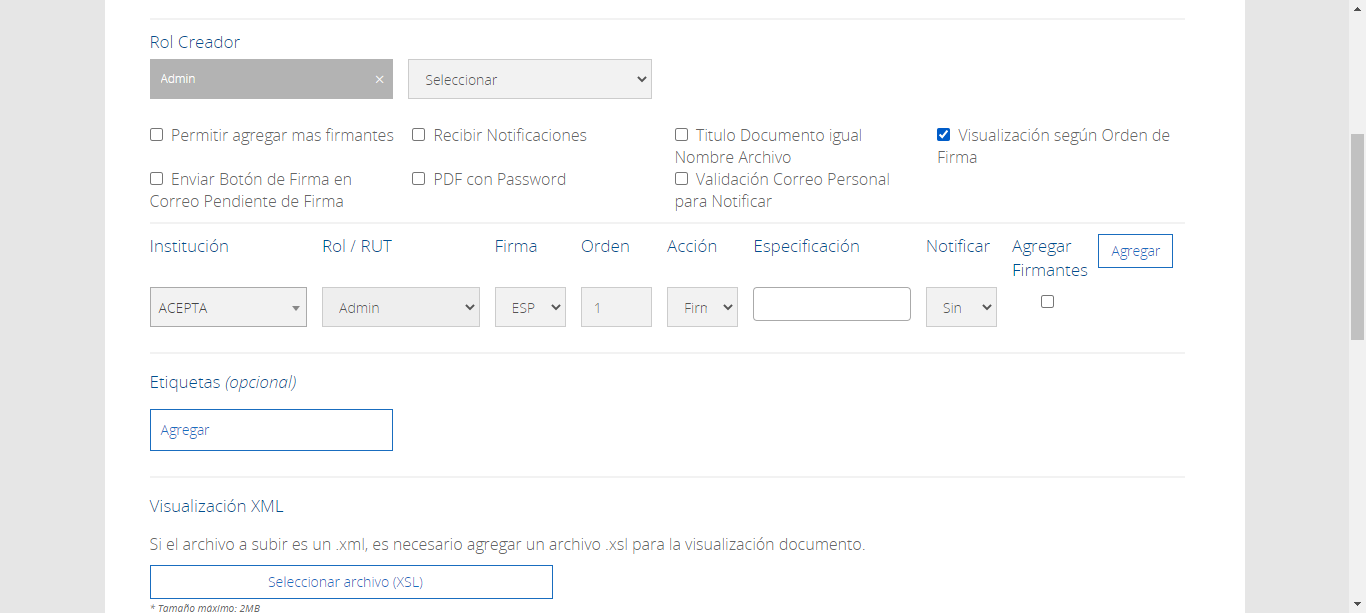 Rol Creador
Admin ×
Seleccionar
Permitir agregar mas firmantes
Recibir Notificaciones
Titulo Documento igual
Nombre Archivo
Visualización según Orden de
Firma
Enviar Botón de Firma en
Correo Pendiente de Firma
PDF con Password
Validación Correo Personal
para Notificar
Institución
Rol / RUT
Firma
Orden
Acción
Especificación
Notificar
Agregar
Firmantes
Agregar
ACEPTA
Admin
ESP
1
Firn
Sin
Etiquetas (opcional)
Agregar
Visualización XML
Si el archivo a subir es un .xml, es necesario agregar un archivo .xsl para la visualización documento.
Seleccionar archivo (XSL)
* Tamaño máximo: 2MB